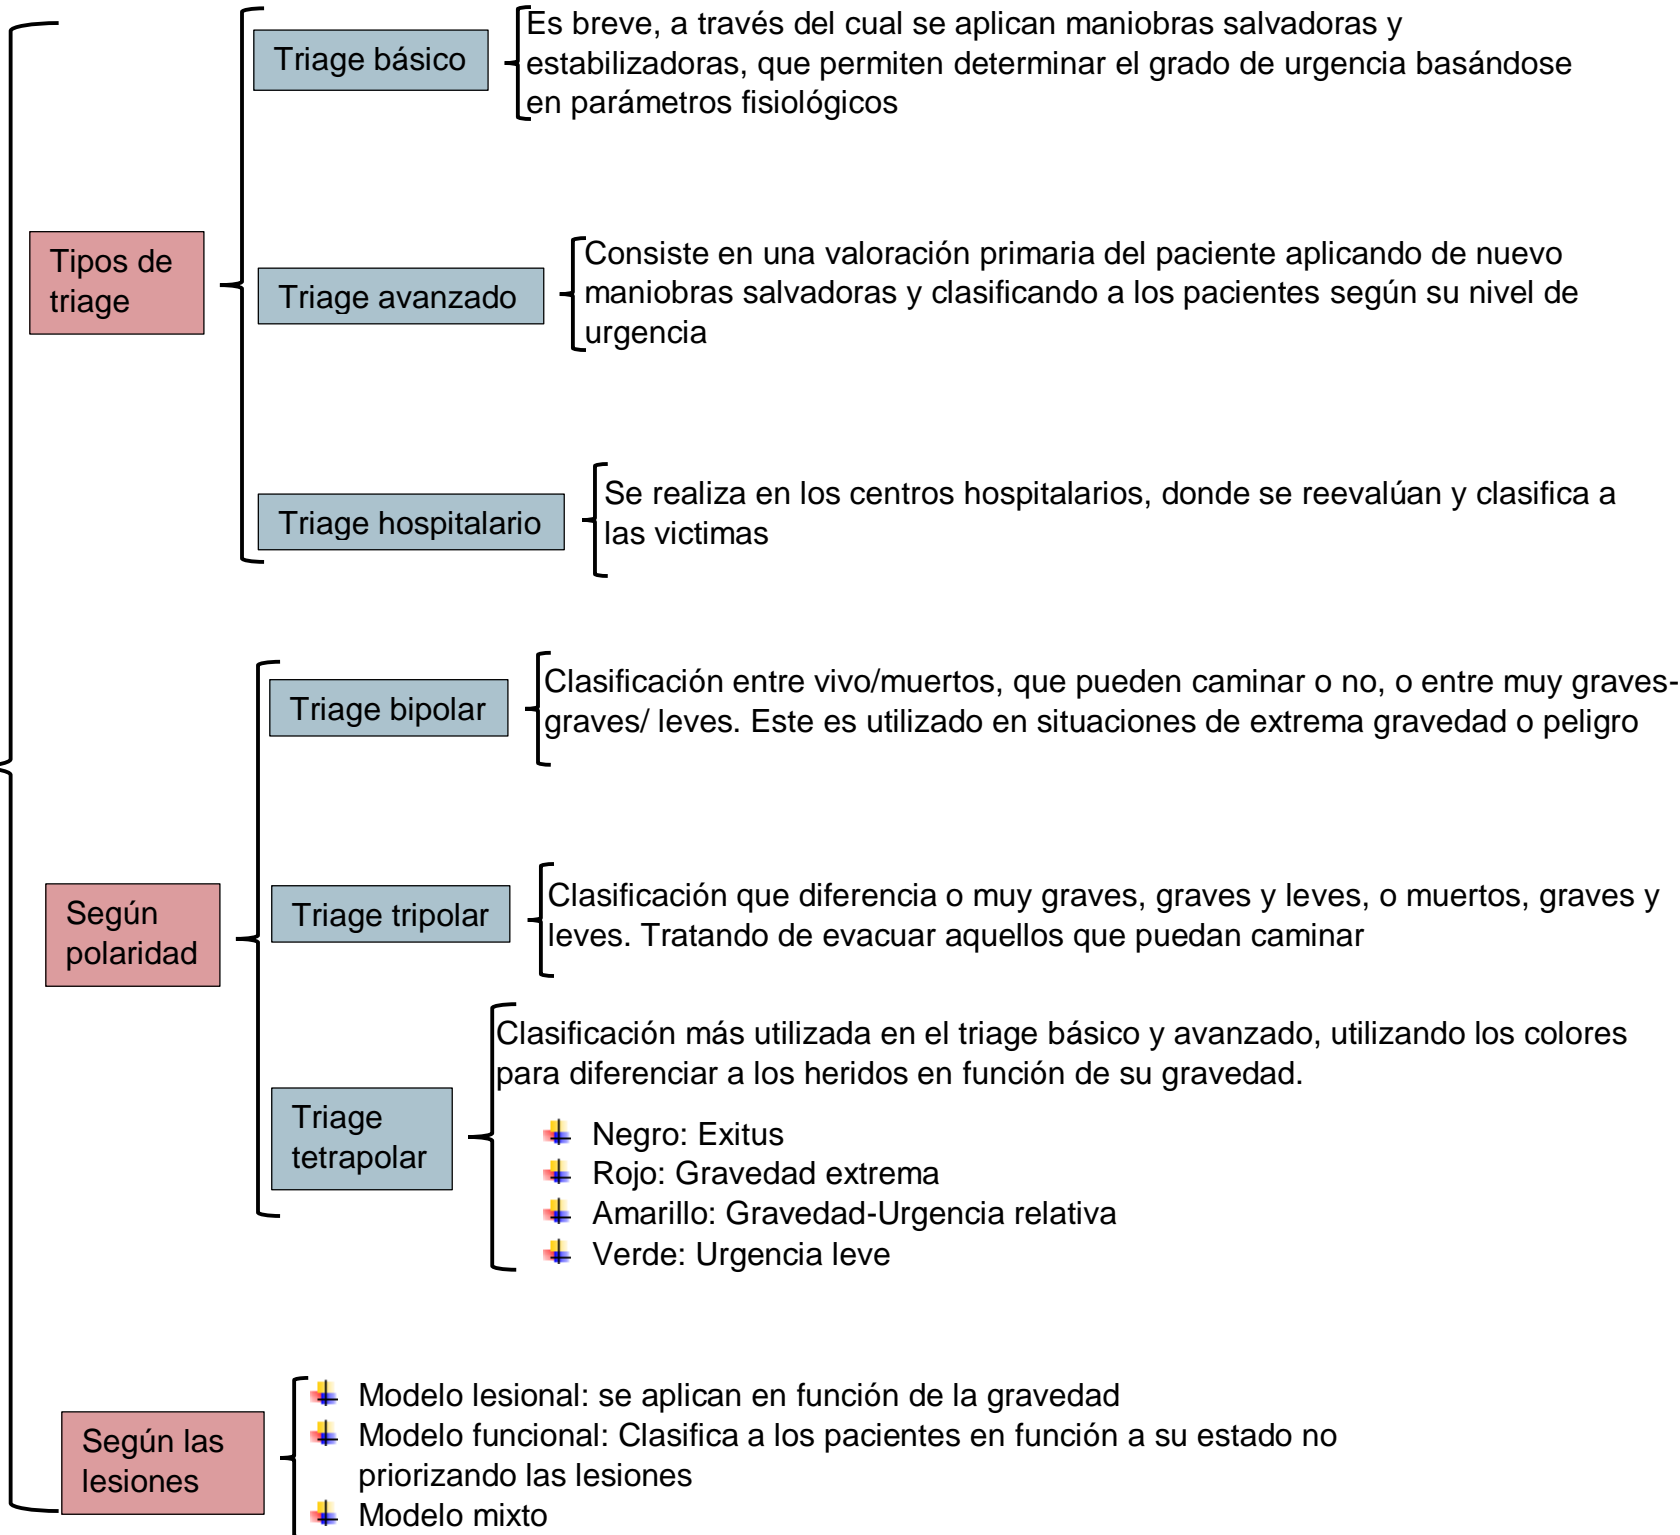 Tipos de
triage
Triage básico
Es breve, a través del cual se aplican maniobras salvadoras y
estabilizadoras, que permiten determinar el grado de urgencia basándose
en parámetros fisiológicos
Triage avanzado
Consiste en una valoración primaria del paciente aplicando de nuevo
maniobras salvadoras y clasificando a los pacientes según su nivel de
urgencia
Triage hospitalario
Se realiza en los centros hospitalarios, donde se reevalúan y clasifica a
las victimas
Según
polaridad
Triage bipolar
Clasificación entre vivo/muertos, que pueden caminar o no, o entre muy graves-
graves/ leves. Este es utilizado en situaciones de extrema gravedad o peligro
Triage tripolar
Clasificación que diferencia o muy graves, graves y leves, o muertos, graves y
leves. Tratando de evacuar aquellos que puedan caminar
Triage
tetrapolar
Clasificación más utilizada en el triage básico y avanzado, utilizando los colores
para diferenciar a los heridos en función de su gravedad.
Negro: Exitus
Rojo: Gravedad extrema
Amarillo: Gravedad-Urgencia relativa
Verde: Urgencia leve
Según las
lesiones
Modelo lesional: se aplican en función de la gravedad
Modelo funcional: Clasifica a los pacientes en función a su estado no
priorizando las lesiones
Modelo mixto